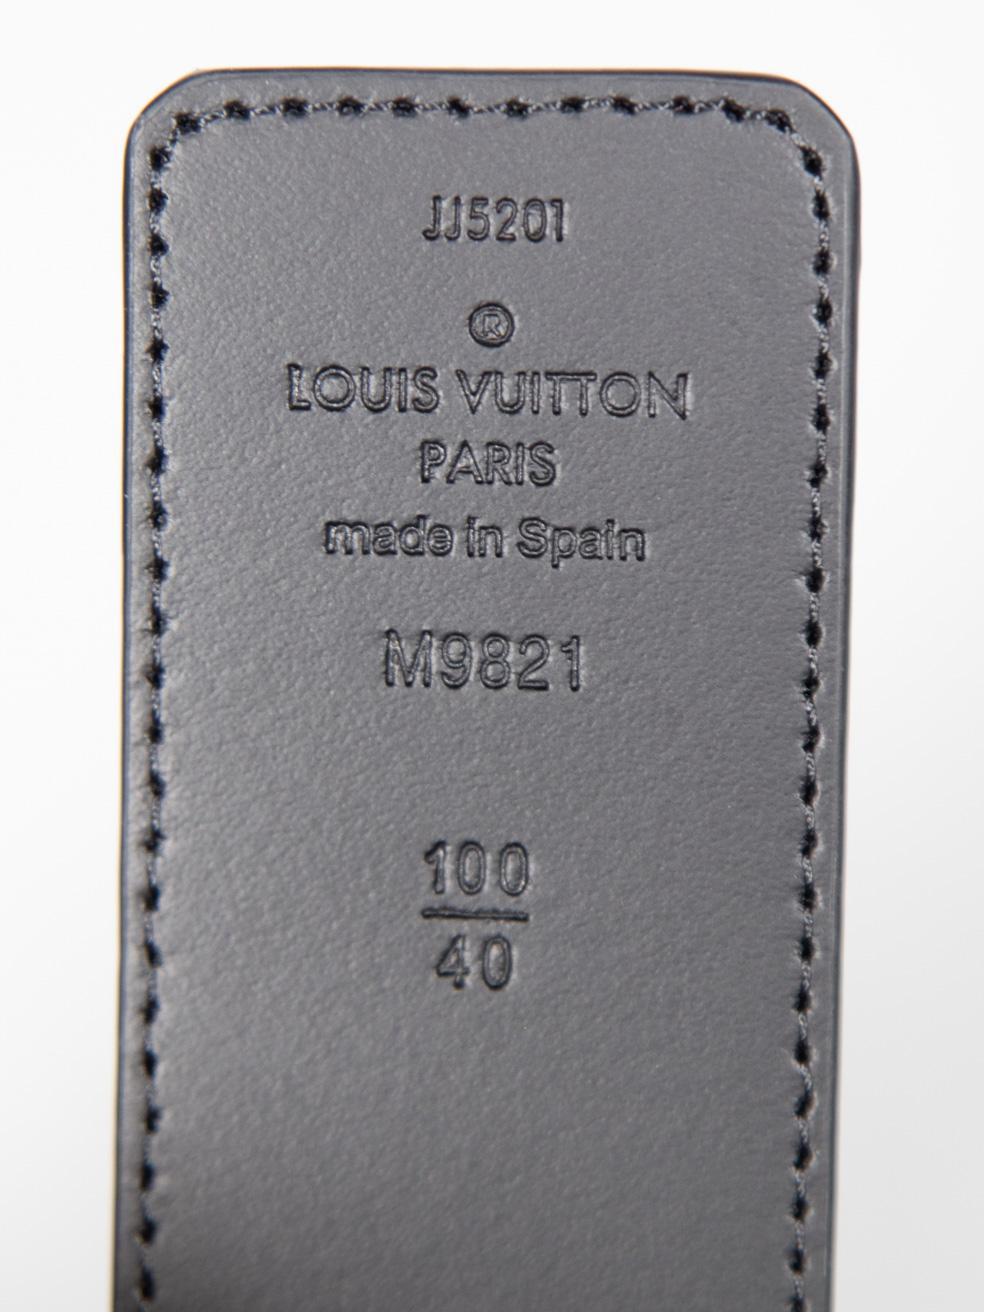 JJ5201
®
LOUIS VUITTON
PARIS
made in Spain
M9821
100
40